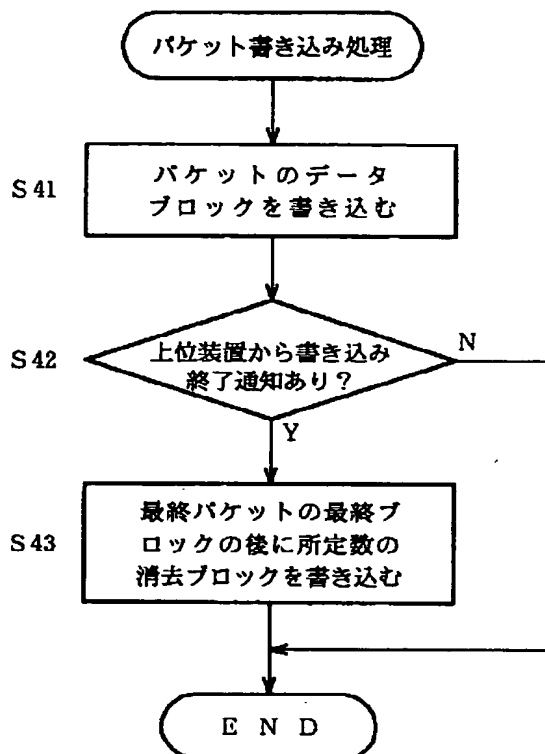 パケット書き込み処理
S41
パケットのデータ
ブロックを書き込む
S42
上位装置から書き込み
終了通知あり？
N
Y
S43
最終パケットの最終ブ
ロックの後に所定数の
消去ブロックを書き込む
END